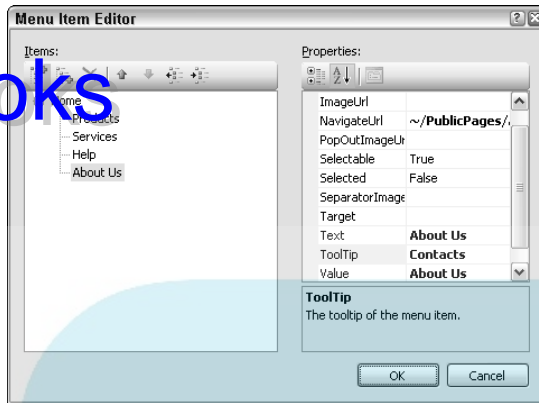 Menu Item Editor
Items:
Properties:
oks
Home
Products
Services
Help
About Us
ImageUrl
NavigateUrl ~/PublicPages/
PopOutImageUr
Selectable True
Selected False
SeparatorImage
Target
Text About Us
ToolTip Contacts
Value About Us
ToolTip
The tooltip of the menu item.
OK Cancel